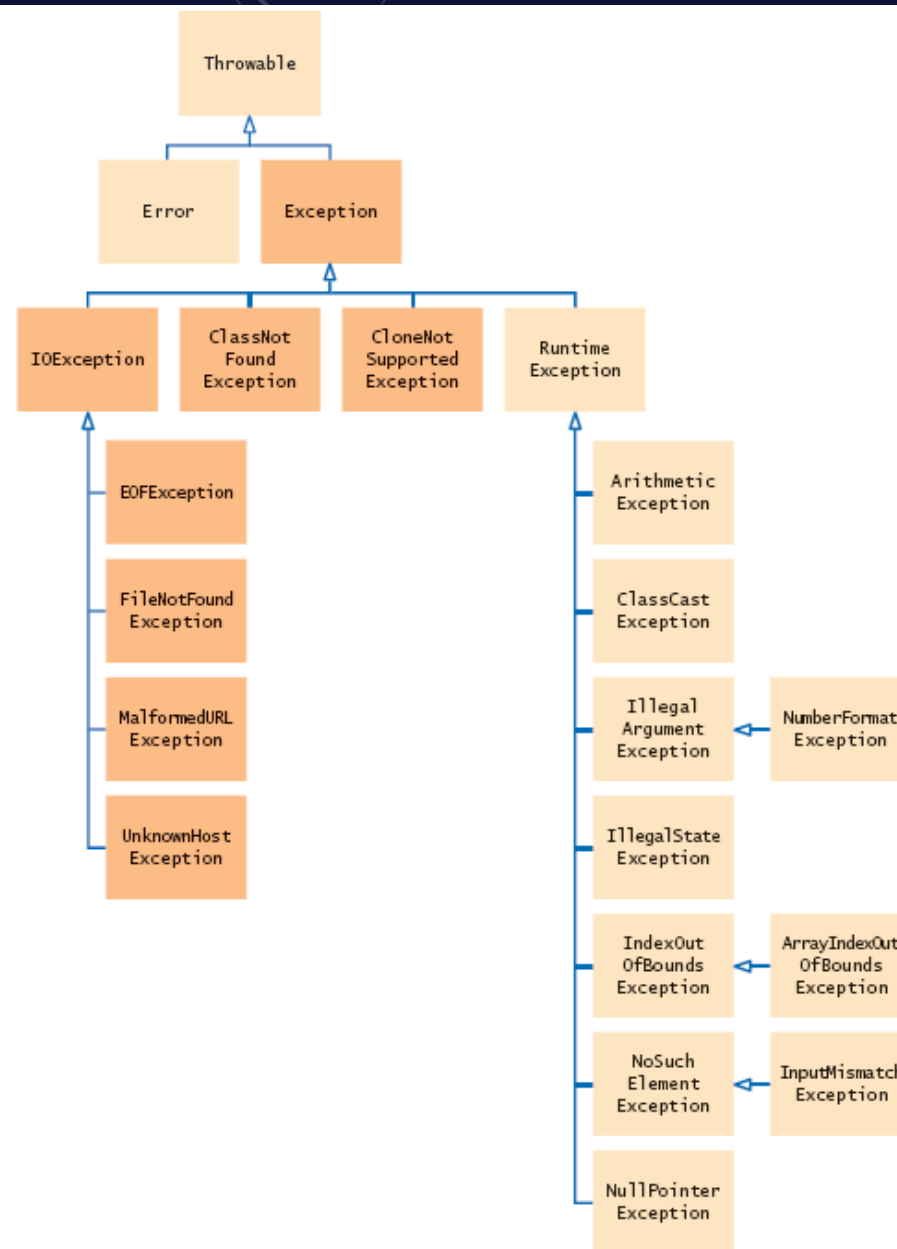 Throwable
Error
Exception
IOException
ClassNot
Found
Exception
CloneNot
Supported
Exception
Runtime
Exception
EOFException
FileNotFound
Exception
MalformedURL
Exception
UnknownHost
Exception
Arithmetic
Exception
ClassCast
Exception
Illegal
Argument
Exception
NumberFormat
Exception
IllegalState
Exception
IndexOut
OfBounds
Exception
ArrayIndexOut
OfBounds
Exception
NoSuch
Element
Exception
InputMismatch
Exception
NullPointer
Exception